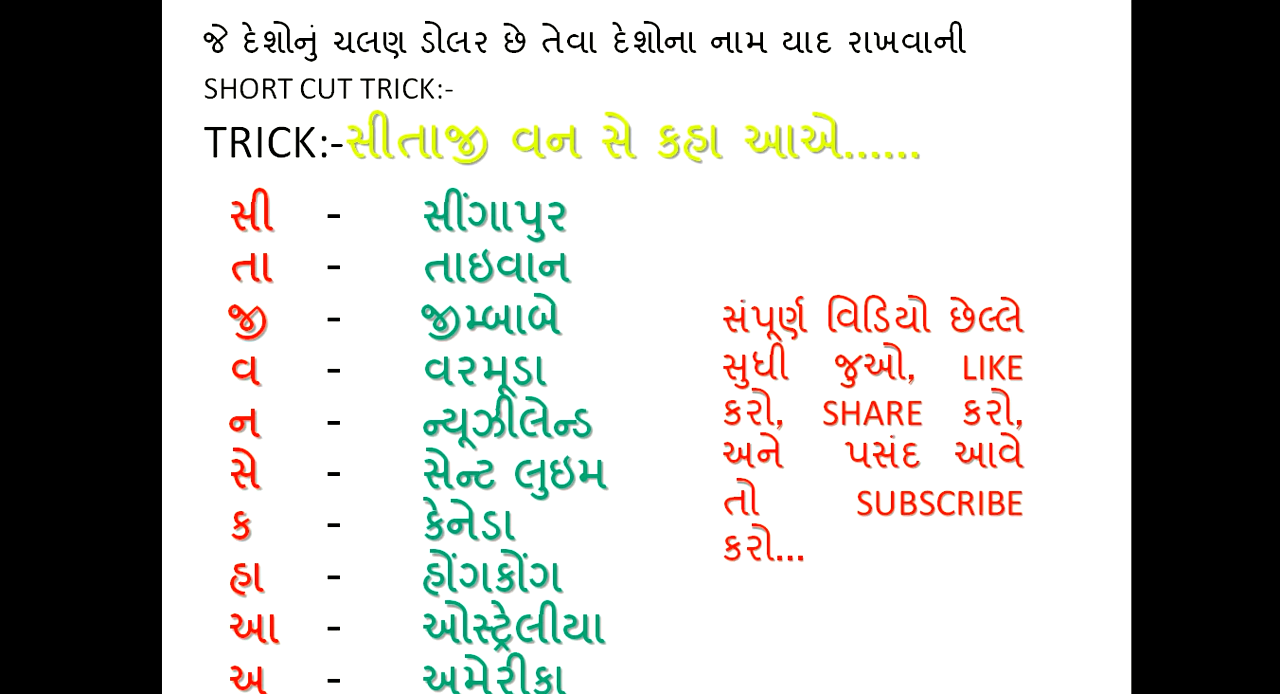 જે દેશોનું ચલણ ડોલર છે તેવા દેશોના નામ યાદ રાખવાની
SHORT CUT TRICK:-
TRICK:-સીતાજી વન સે કહા આએ......
સી - સીંગાપુર
તા - તાઇવાન
જી - જીમ્બાબે
વ - વરમૂડા
ન - ન્યૂઝીલેન્ડ
સે - સેન્ટ લુઇમ
ક - કેનેડા
હા - હોંગકોંગ
આ - ઓસ્ટ્રેલીયા
અ - અમેરીકા
સંપૂર્ણ વિડિયો છેલ્લે
સુધી જુઓ, LIKE
કરો, SHARE કરો,
અને પસંદ આવે
તો SUBSCRIBE
કરો...